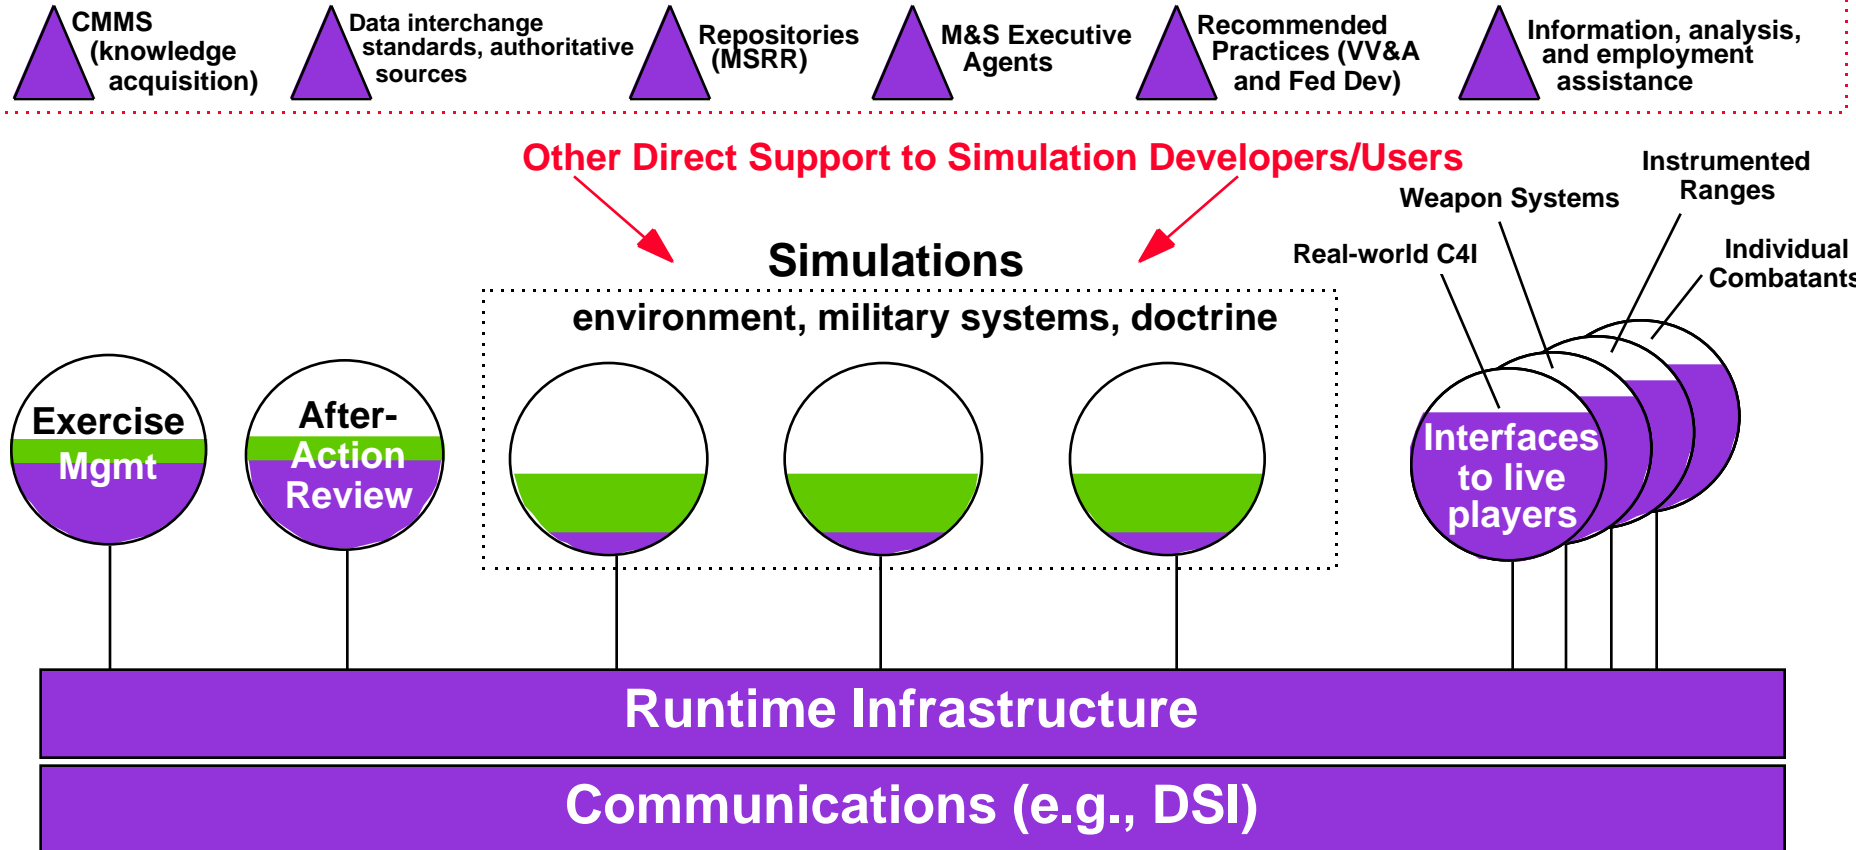 CMMS
(knowledge
acquisition)
Data interchange
standards, authoritative
sources
Repositories
(MSRR)
M&S Executive
Agents
Recommended
Practices (VV&A
and Fed Dev)
Information, analysis,
and employment
assistance
Other Direct Support to Simulation Developers/Users
Instrumented
Ranges
Weapon Systems
Real-world C4I
Individual
Combatants
Simulations
environment, military systems, doctrine
Exercise
Mgmt
After-
Action
Review
Interfaces
to live
players
Runtime Infrastructure
Communications (e.g., DSI)